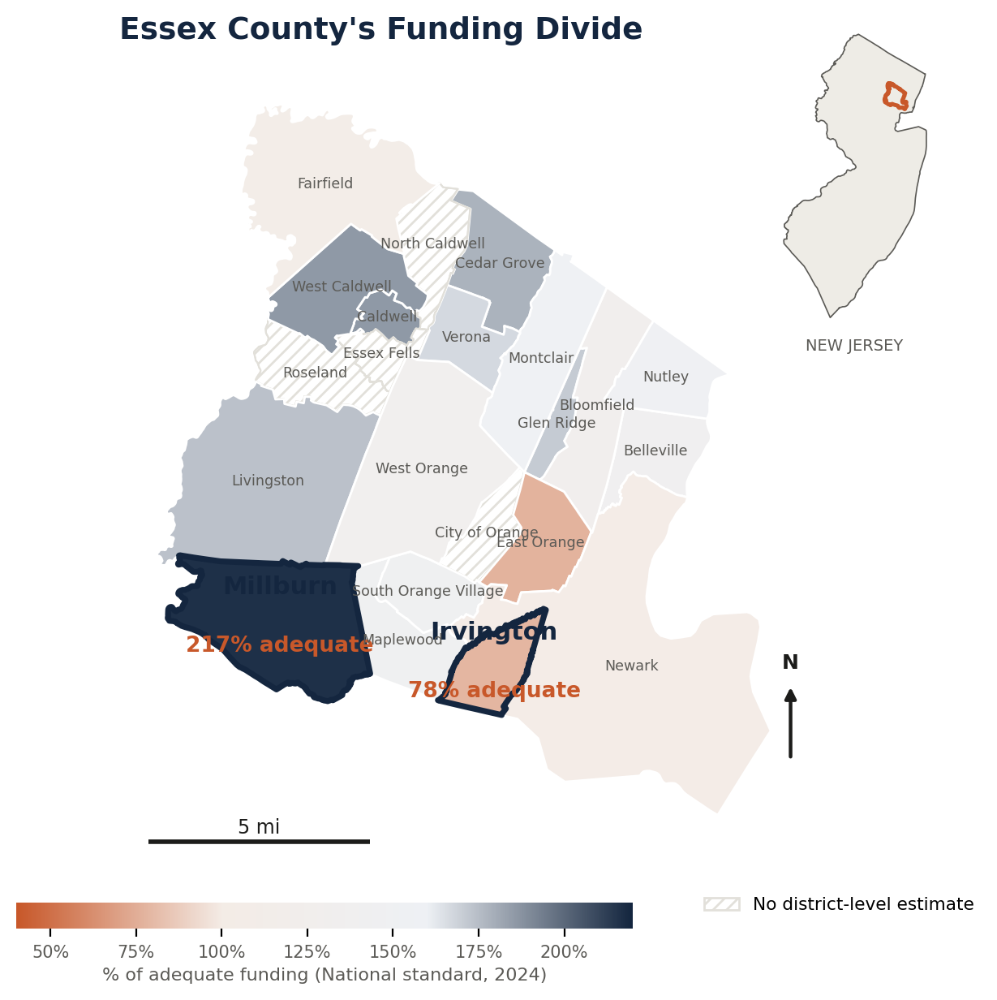 Essex County's Funding Divide
Fairfield
North Caldwell
Cedar Grove
West Caldwell
Caldwell
Verona
Essex Fells
Montclair
Roseland
Nutley
Bloomfield
Glen Ridge
Belleville
West Orange
Livingston
City of Orange
East Orange
Millburn
South Orange Village
Irvington
Maplewood
217% adequate
Newark
78% adequate
NEW JERSEY
N
5 mi
No district-level estimate
50% 75% 100% 125% 150% 175% 200%
% of adequate funding (National standard, 2024)